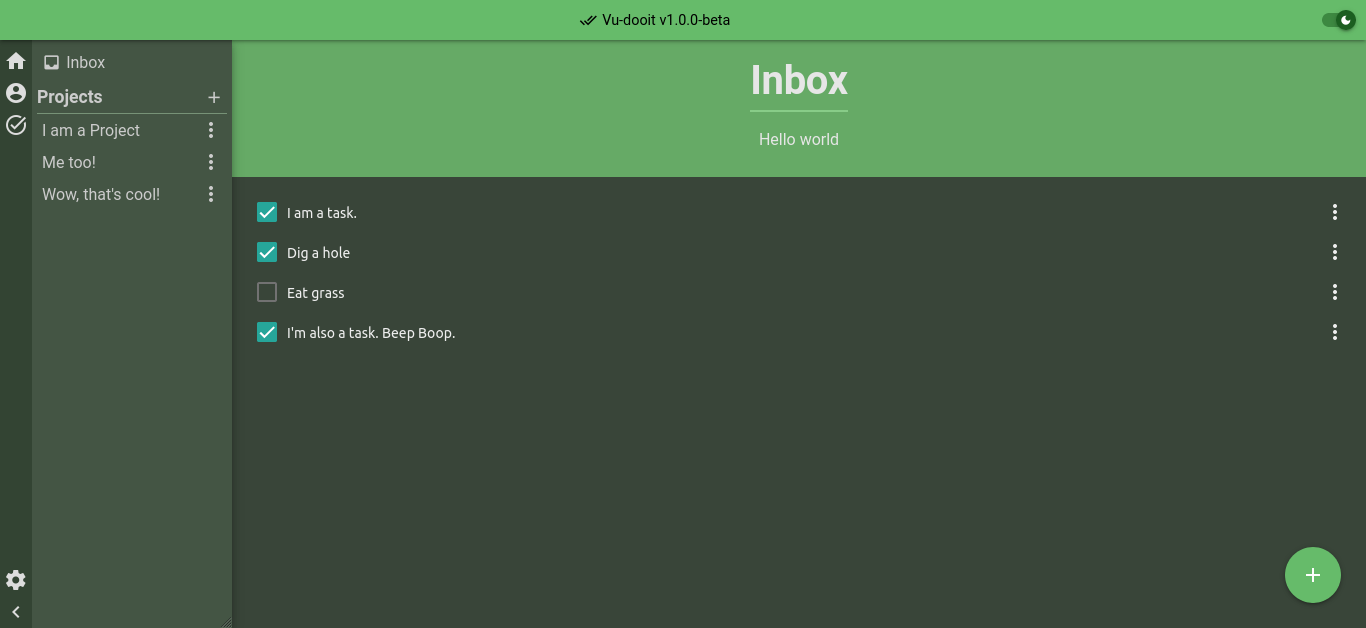 Vu-dooit v1.0.0-beta
Inbox
Projects
I am a Project
Me too!
Wow, that's cool!
Inbox
Hello world
I am a task.
Dig a hole
Eat grass
I'm also a task. Beep Boop.